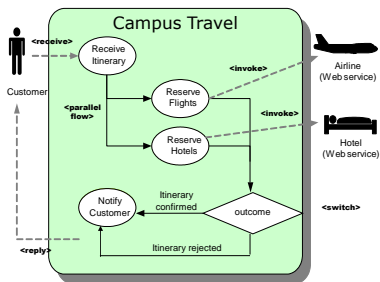 Campus Travel
<receive>
Receive
Itinerary
Customer
<parallel
flow>
Reserve
Flights
<invoke>
Airline
(Web service)
Reserve
Hotels
<invoke>
Hotel
(Web service)
Notify
Customer
Itinerary
confirmed
outcome
<switch>
<reply>
Itinerary rejected